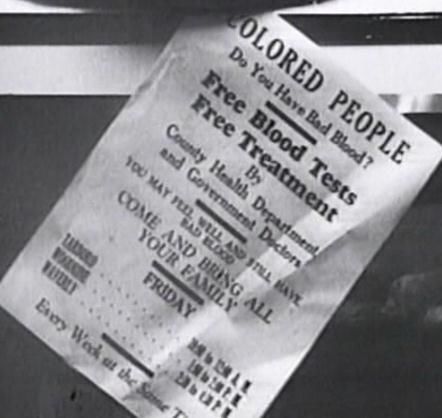 COLORED PEOPLE
Do You Have Bad Blood?
Free Blood Tests
Free Treatment
By
County Health Department
and Government Doctors
YOU MAY FEEL WELL AND STILL HAVE
BAD BLOOD
COME AND BRING ALL
YOUR FAMILY
FRIDAY
WAVERLY
Every Week at the Same